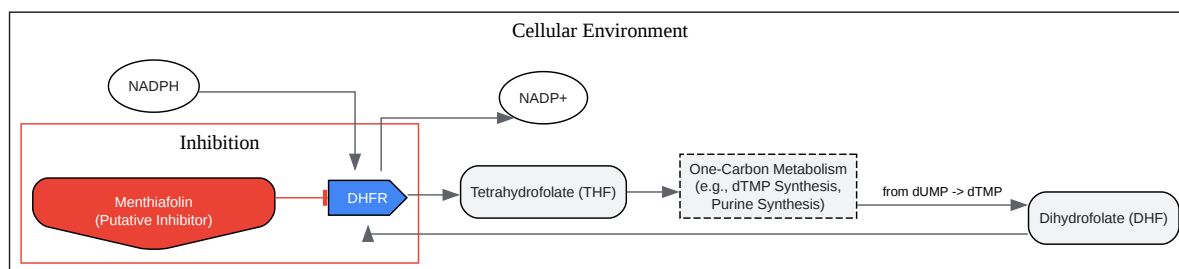 Cellular Environment
NADPH
NADP+
Inhibition
Menthiafolin
(Putative Inhibitor)
DHFR
Tetrahydrofolate (THF)
One-Carbon Metabolism
(e.g., dTMP Synthesis,
Purine Synthesis)
from dUMP -> dTMP
Dihydrofolate (DHF)